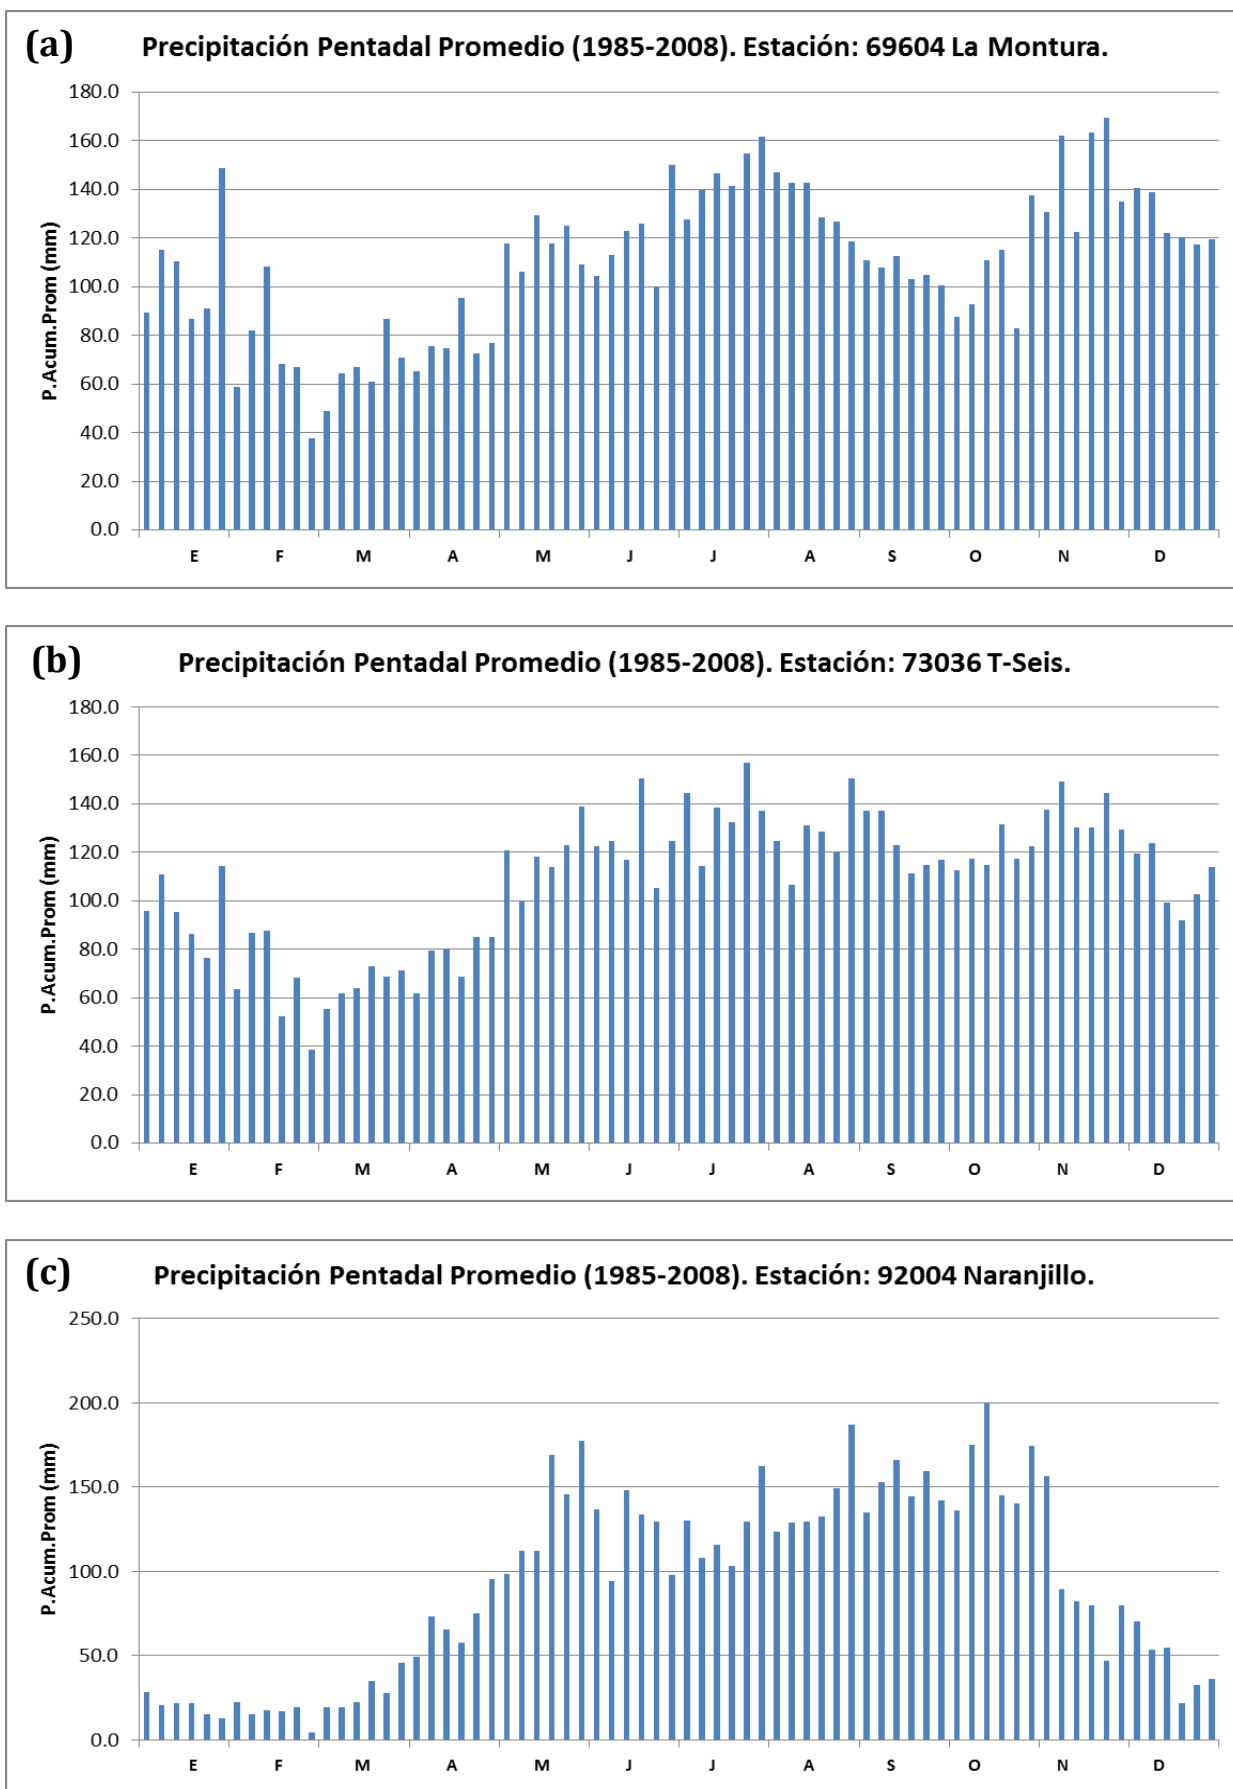 (a) Precipitación Pentadal Promedio (1985-2008). Estación: 69604 La Montura.
180.0
160.0
140.0
120.0
100.0
80.0
60.0
40.0
20.0
0.0
P.Acum.Prom (mm)
E F M A M J J A S O N D
(b) Precipitación Pentadal Promedio (1985-2008). Estación: 73036 T-Seis.
180.0
160.0
140.0
120.0
100.0
80.0
60.0
40.0
20.0
0.0
P.Acum.Prom (mm)
E F M A M J J A S O N D
(c) Precipitación Pentadal Promedio (1985-2008). Estación: 92004 Naranjillo.
250.0
200.0
150.0
100.0
50.0
0.0
P.Acum.Prom (mm)
E F M A M J J A S O N D